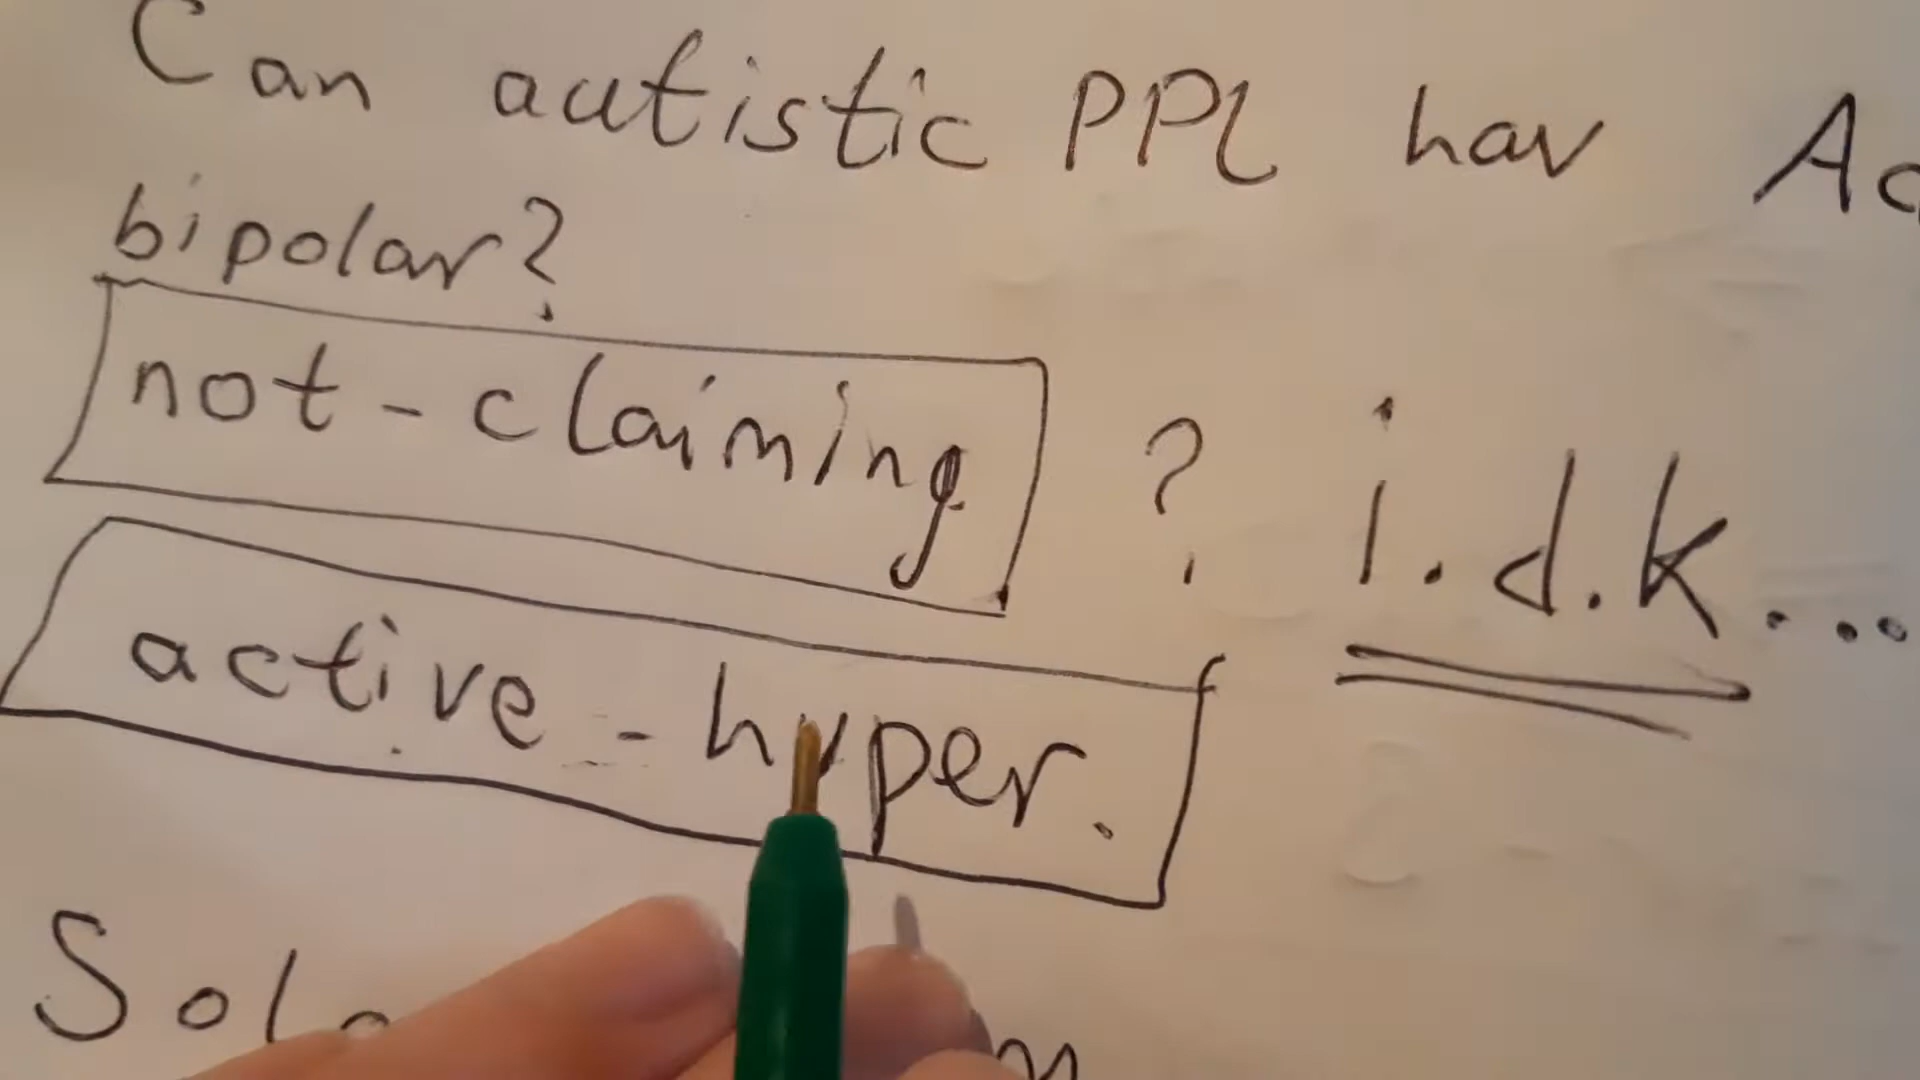 Can autistic PPL hav
bipolar?
not-claiming ? i.d.k...
active-hyper.